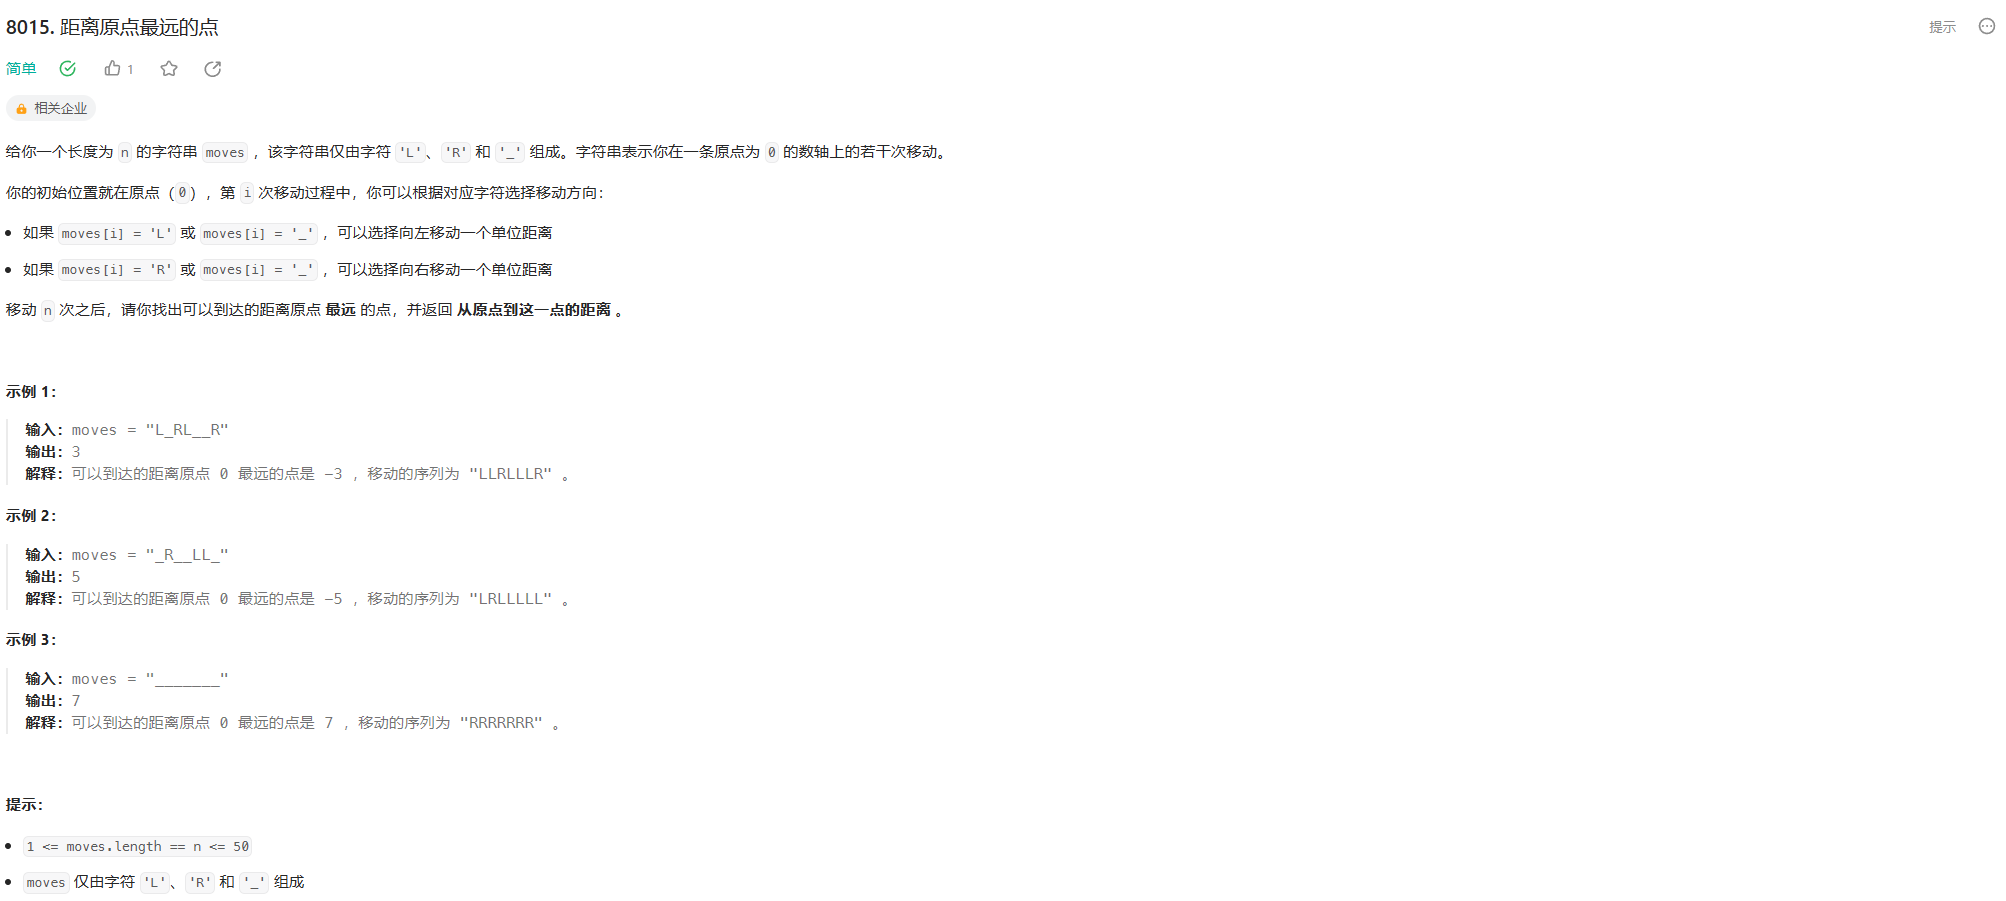 8015. 距离原点最远的点
提示
简单
1
相关企业
给你一个长度为 n 的字符串 moves ，该字符串仅由字符 'L'、'R' 和 '_' 组成。字符串表示你在一条原点为 0 的数轴上的若干次移动。
你的初始位置就在原点（0），第 i 次移动过程中，你可以根据对应字符选择移动方向：
如果 moves[i] = 'L' 或 moves[i] = '_' ，可以选择向左移动一个单位距离
如果 moves[i] = 'R' 或 moves[i] = '_' ，可以选择向右移动一个单位距离
移动 n 次之后，请你找出可以到达的距离原点 最远 的点，并返回 从原点到这一点的距离 。
示例 1：
输入：moves = "L_RL__R"
输出：3
解释：可以到达的距离原点 0 最远的点是 -3 ，移动的序列为 "LLRLLLR" 。
示例 2：
输入：moves = "_R__LL_"
输出：5
解释：可以到达的距离原点 0 最远的点是 -5 ，移动的序列为 "LRLLLLL" 。
示例 3：
输入：moves = "_______"
输出：7
解释：可以到达的距离原点 0 最远的点是 7 ，移动的序列为 "RRRRRRR" 。
提示：
1 <= moves.length == n <= 50
moves 仅由字符 'L'、'R' 和 '_' 组成